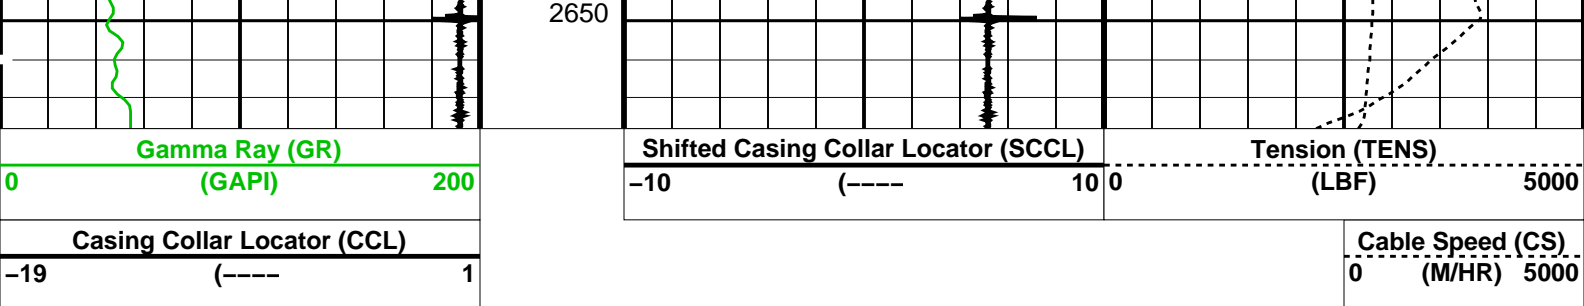 2650
Gamma Ray (GR)
0 (GAPI) 200
Shifted Casing Collar Locator (SCCL)
−10 (−−−− 10
Tension (TENS)
0 (LBF) 5000
Casing Collar Locator (CCL)
−19 (−−−− 1
Cable Speed (CS)
0 (M/HR) 5000